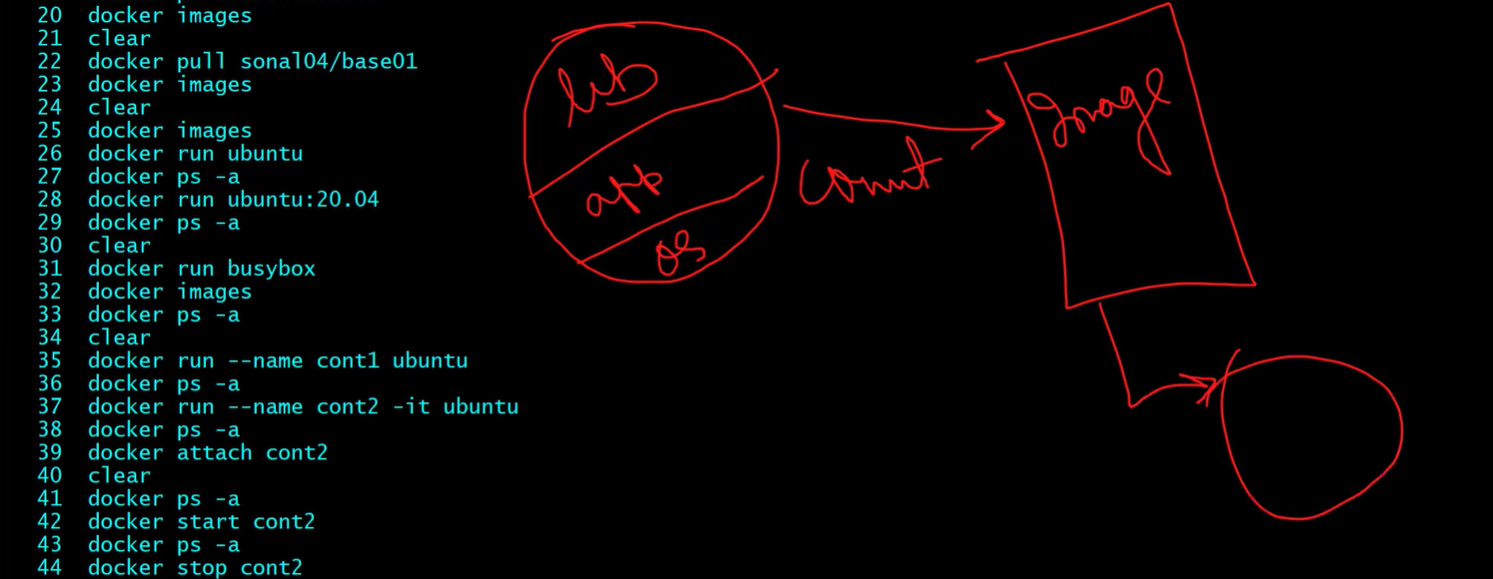 20 docker images
21 clear
22 docker pull sonal04/base01
23 docker images
24 clear
25 docker images
26 docker run ubuntu
27 docker ps -a
28 docker run ubuntu:20.04
29 docker ps -a
30 clear
31 docker run busybox
32 docker images
33 docker ps -a
34 clear
35 docker run --name cont1 ubuntu
36 docker ps -a
37 docker run --name cont2 -it ubuntu
38 docker ps -a
39 docker attach cont2
40 clear
41 docker ps -a
42 docker start cont2
43 docker ps -a
44 docker stop cont2
lib
app
OS
Image